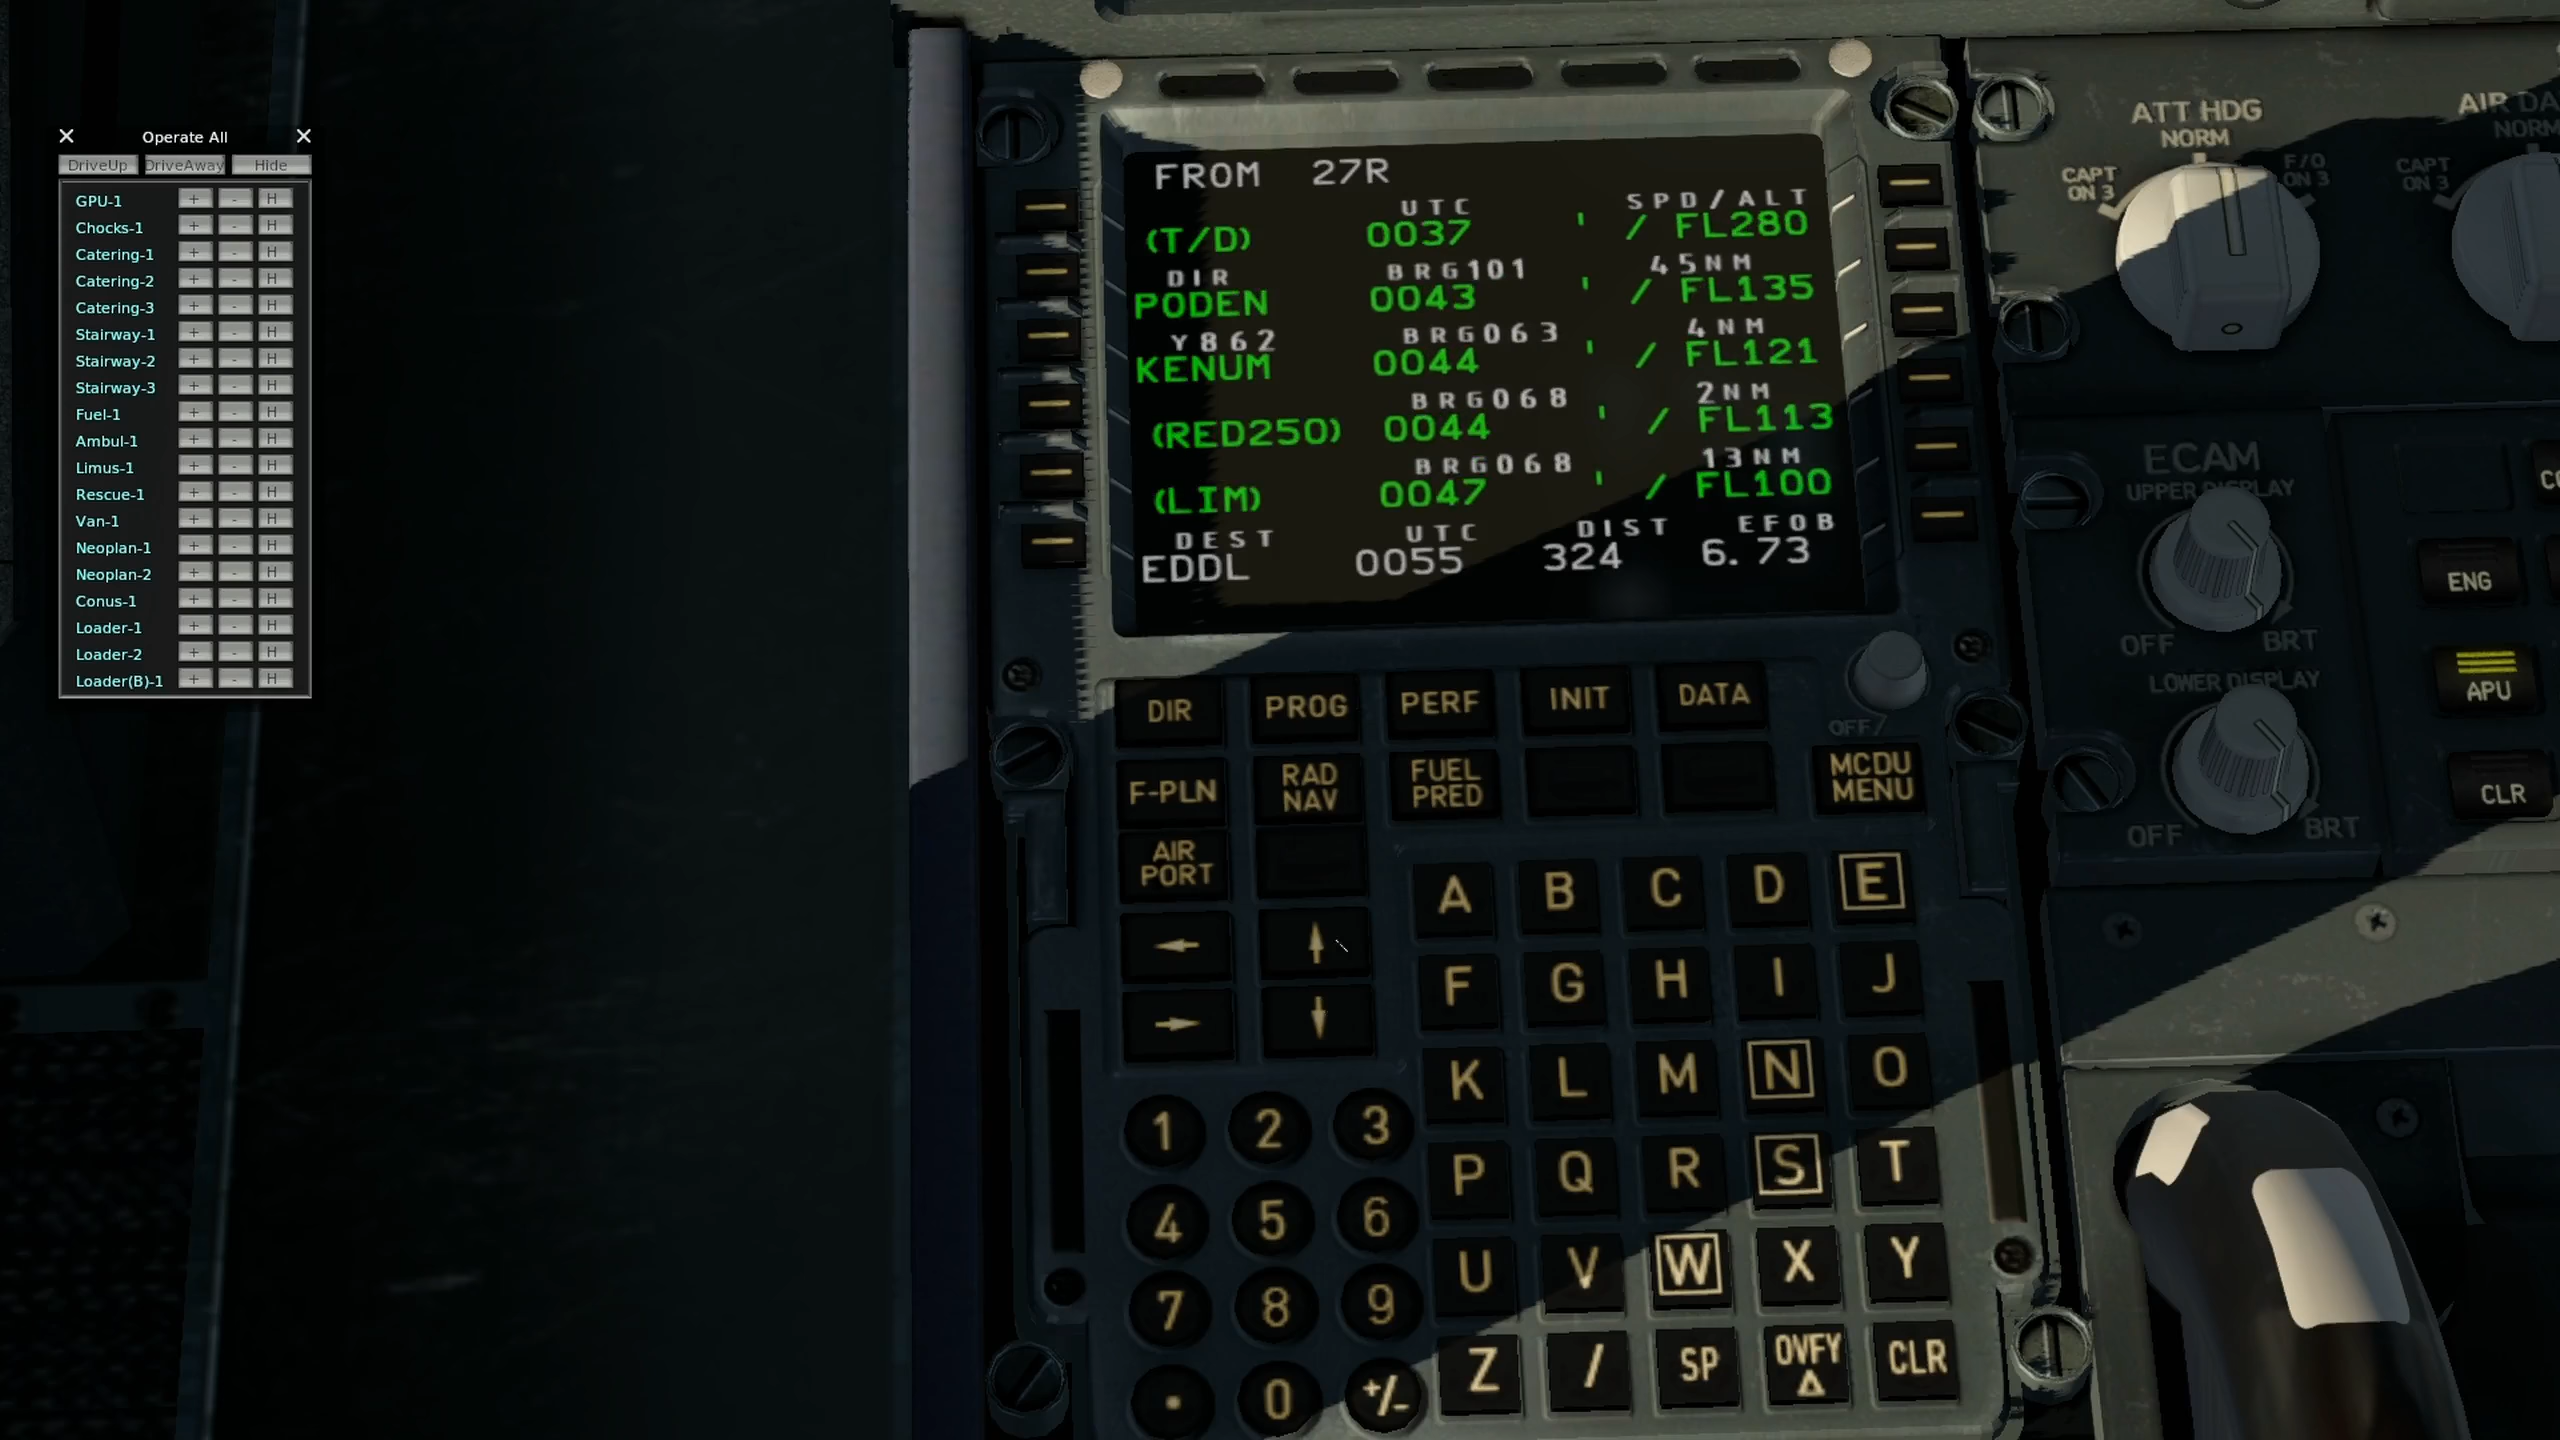 Operate All
DriveUp DriveAway Hide
GPU-1 + - H
Chocks-1 + - H
Catering-1 + - H
Catering-2 + - H
Catering-3 + - H
Stairway-1 + - H
Stairway-2 + - H
Stairway-3 + - H
Fuel-1 + - H
Ambul-1 + - H
Limus-1 + - H
Rescue-1 + - H
Van-1 + - H
Neoplan-1 + - H
Neoplan-2 + - H
Conus-1 + - H
Loader-1 + - H
Loader-2 + - H
Loader(B)-1 + - H
FROM 27R
UTC SPD/ALT
(T/D) 0037 ' / FL280
DIR BRG101 45NM
PODEN 0043 ' / FL135
Y862 BRG063 4NM
KENUM 0044 ' / FL121
BRG068 2NM
(RED250) 0044 ' / FL113
BRG068 13NM
(LIM) 0047 ' / FL100
DEST UTC DIST EFOB
EDDL 0055 324 6.73
DIR PROG PERF INIT DATA
OFF/
F-PLN RAD NAV FUEL PRED MCDU MENU
AIR PORT
A B C D E
F G H I J
K L M N O
P Q R S T
U V W X Y
Z / SP OVFY Δ CLR
1 2 3
4 5 6
7 8 9
. 0 +/-
ATT HDG
NORM
CAPT ON 3
F/O ON 3
AIR
NORM
CAPT ON 3
ECAM
UPPER DISPLAY
OFF BRT
LOWER DISPLAY
OFF BRT
ENG
APU
CLR